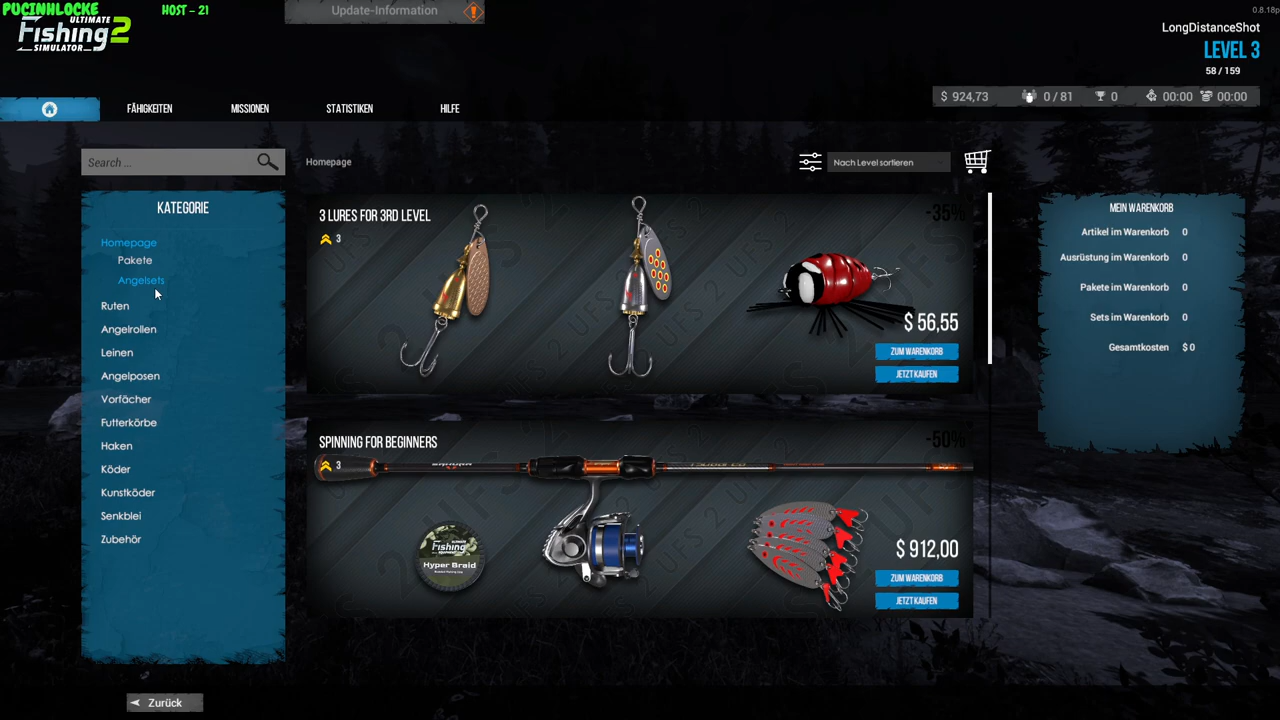 PUCINHLOCKE
HOST - 21
Update-Information
0.8.18p
ULTIMATE
Fishing 2
SIMULATOR
LongDistanceShot
LEVEL 3
58 / 159
FÄHIGKEITEN
MISSIONEN
STATISTIKEN
HILFE
$ 924,73
0 / 81
0
00:00
00:00
Search ...
Homepage
Nach Level sortieren
KATEGORIE
Homepage
Pakete
Angelsets
Ruten
Angelrollen
Leinen
Angelposen
Vorfächer
Futterkörbe
Haken
Köder
Kunstköder
Senkblei
Zubehör
3 LURES FOR 3RD LEVEL
-35%
3
$ 56,55
ZUM WARENKORB
JETZT KAUFEN
SPINNING FOR BEGINNERS
-50%
3
Fishing
Hyper Braid
$ 912,00
ZUM WARENKORB
JETZT KAUFEN
MEIN WARENKORB
Artikel im Warenkorb 0
Ausrüstung im Warenkorb 0
Pakete im Warenkorb 0
Sets im Warenkorb 0
Gesamtkosten $ 0
Zurück